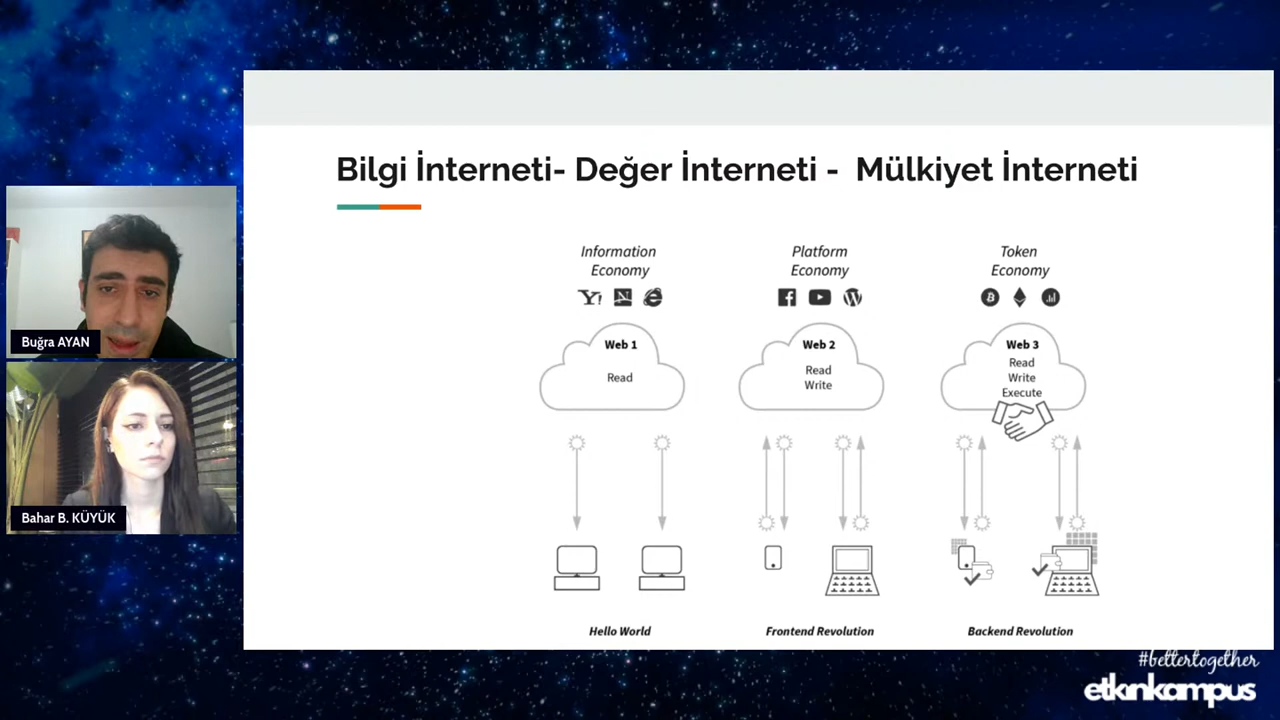 Bilgi İnterneti- Değer İnterneti - Mülkiyet İnterneti
Information
Economy
Platform
Economy
Token
Economy
Web 1
Read
Web 2
Read
Write
Web 3
Read
Write
Execute
Hello World
Frontend Revolution
Backend Revolution
Buğra AYAN
Bahar B. KÜYÜK
#bettertogether
etkinkampus